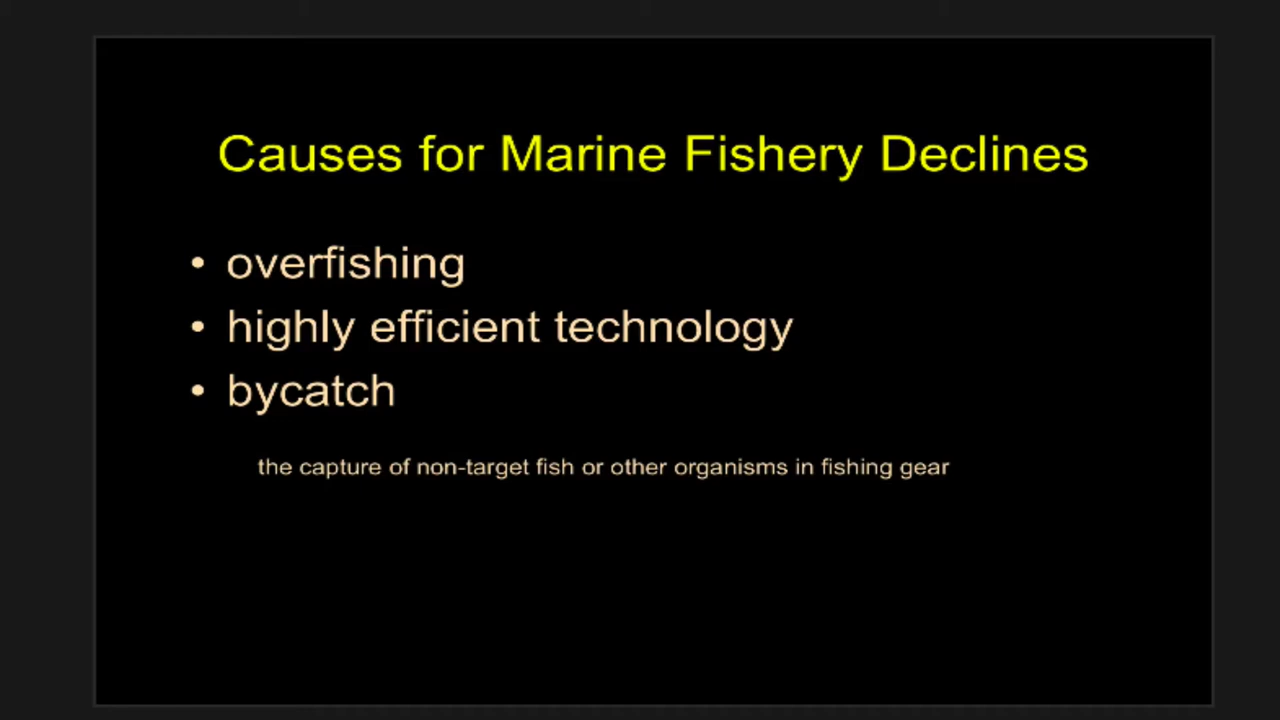 Causes for Marine Fishery Declines
• overfishing
• highly efficient technology
• bycatch
the capture of non-target fish or other organisms in fishing gear